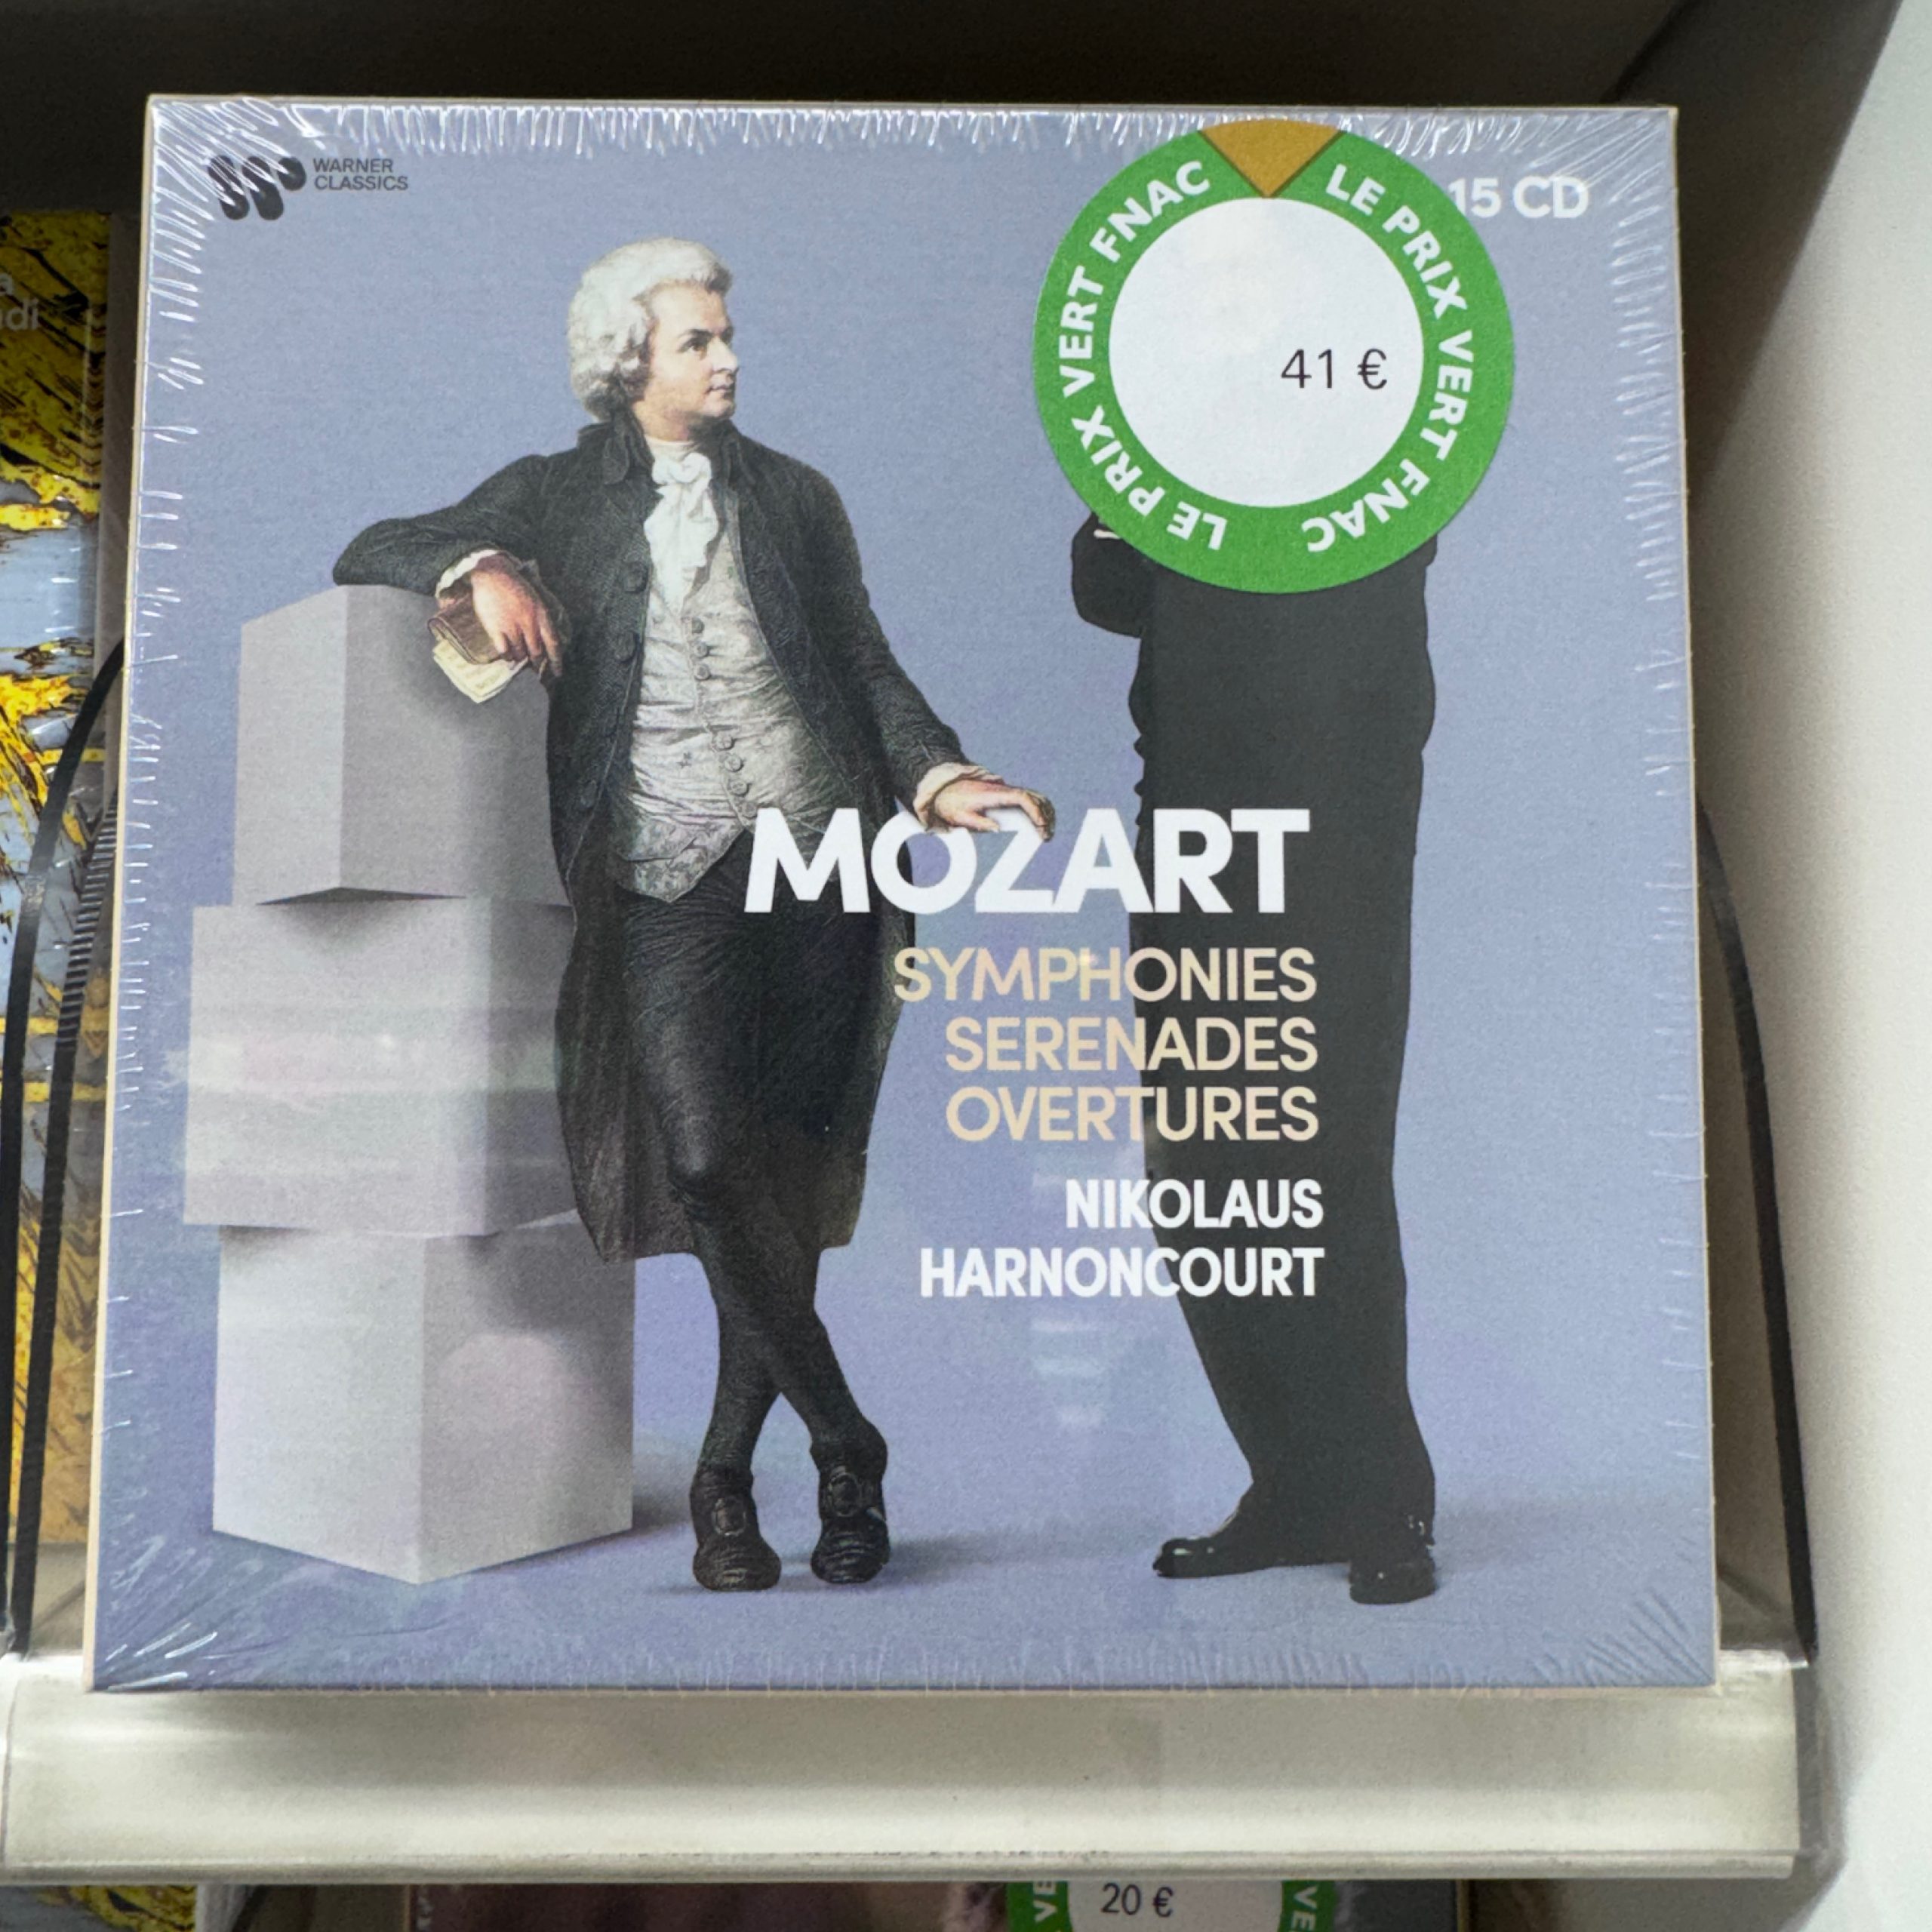 WARNER
CLASSICS
LE PRIX VERT FNAC
LE PRIX VERT FNAC
15 CD
41 €
MOZART
SYMPHONIES
SERENADES
OVERTURES
NIKOLAUS
HARNONCOURT
20 €